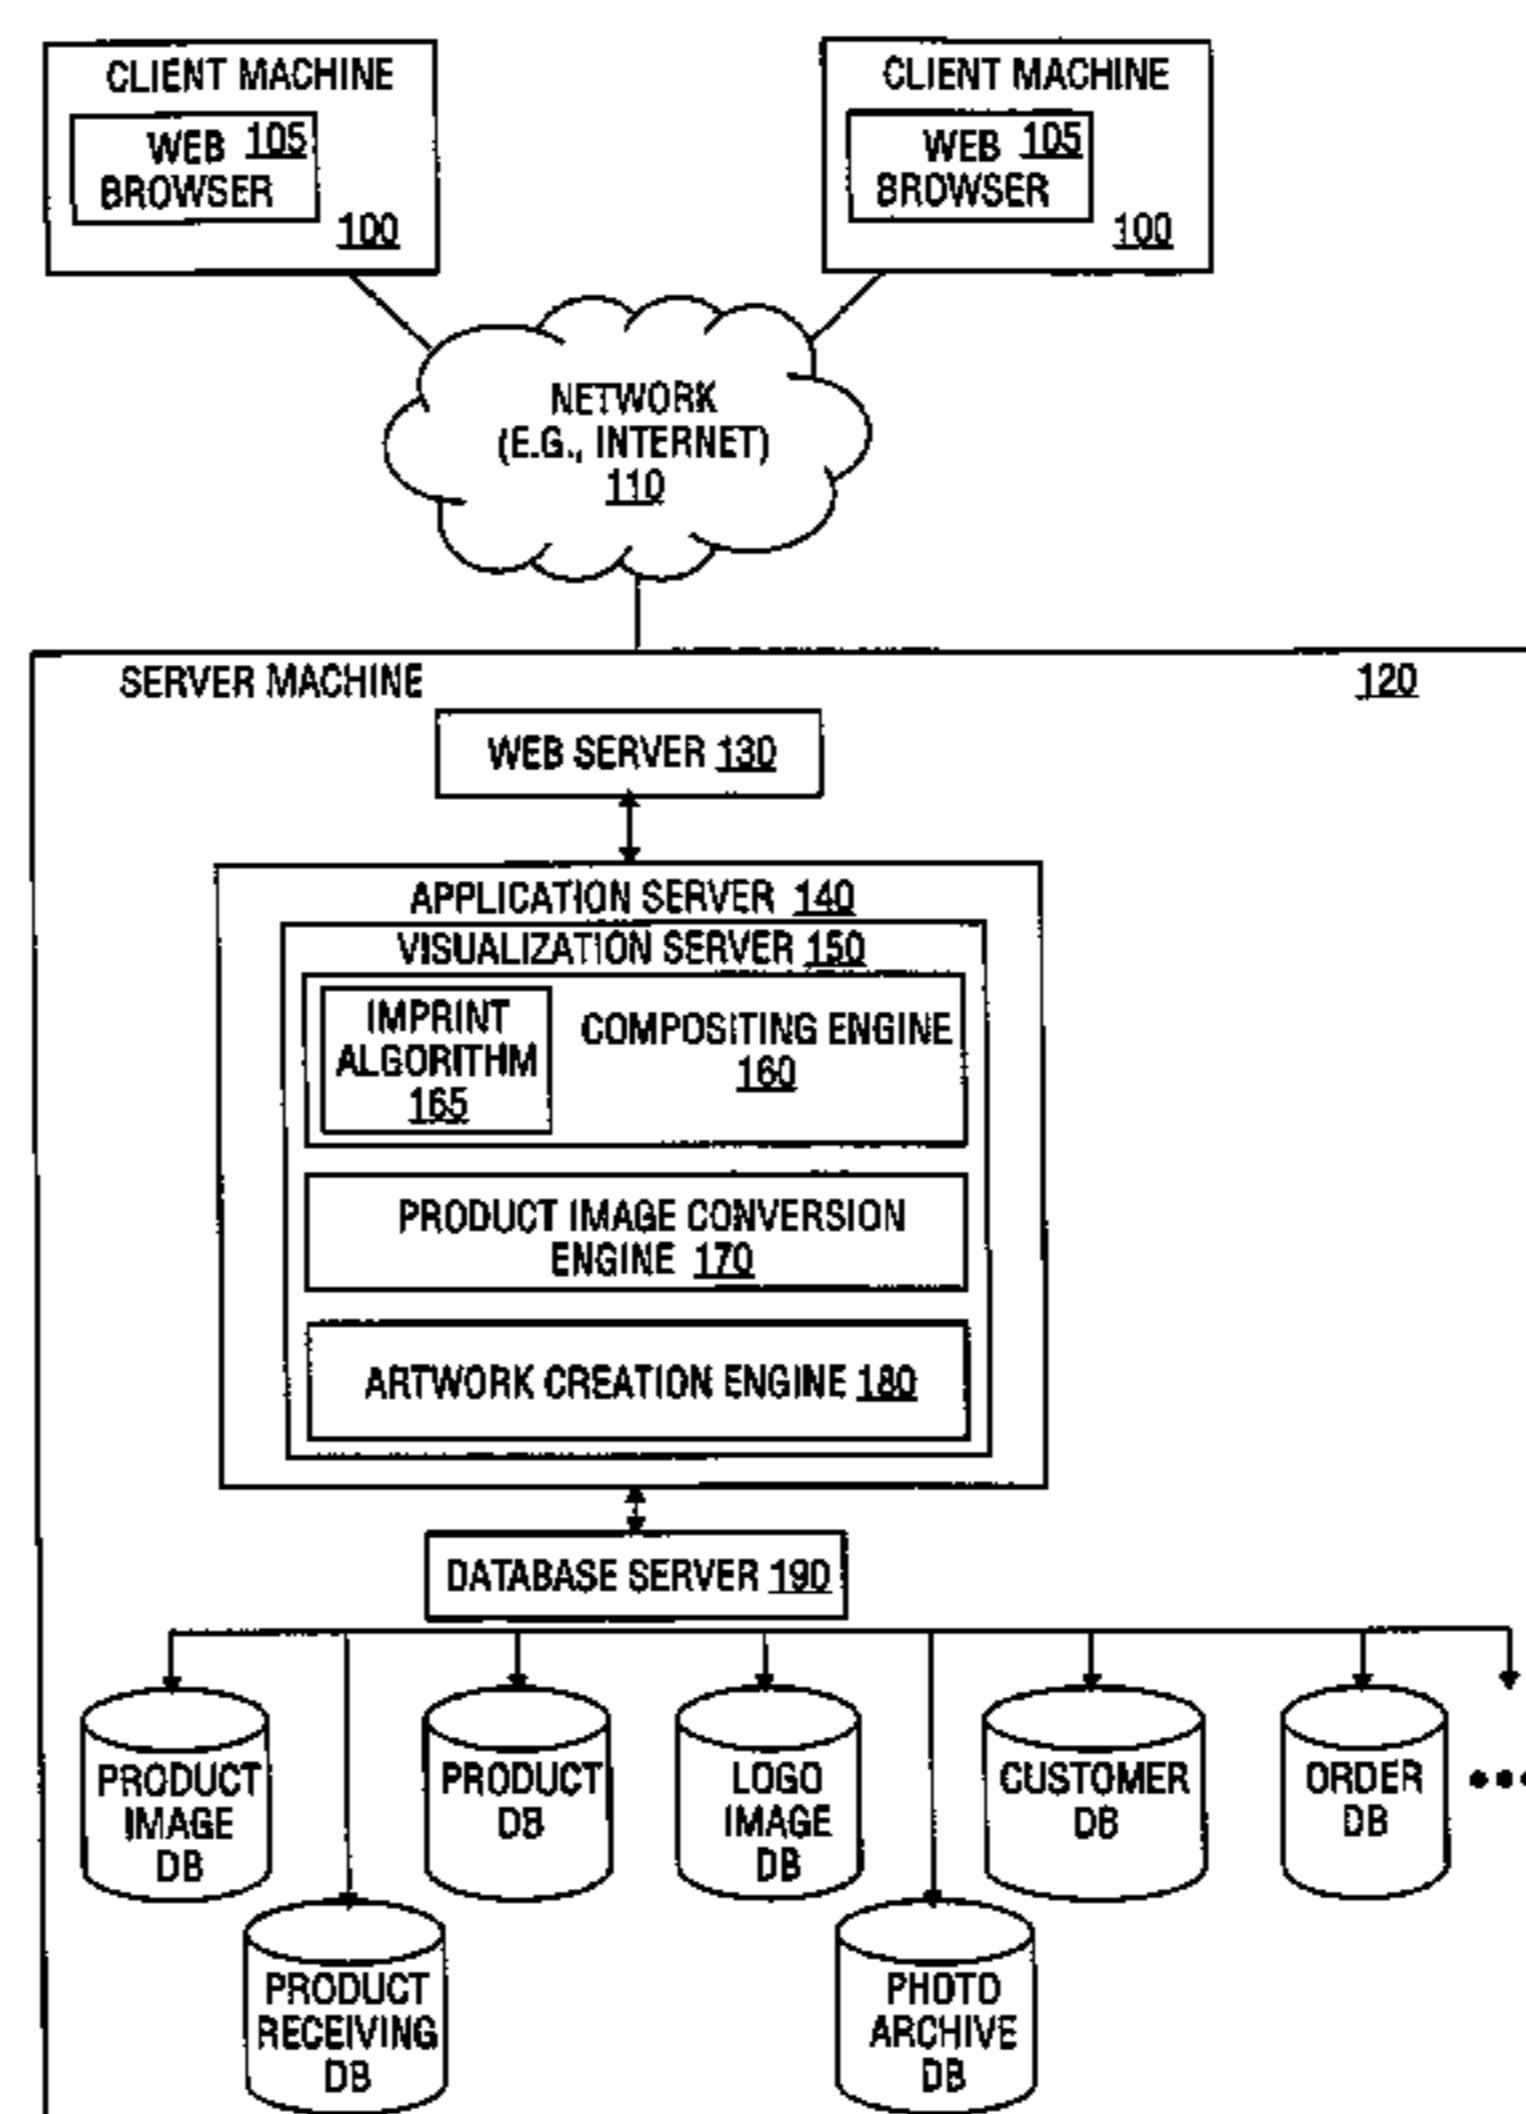 CLIENT MACHINE
WEB 105
BROWSER
100
CLIENT MACHINE
WEB 105
BROWSER
100
NETWORK
(E.G., INTERNET)
110
SERVER MACHINE
120
WEB SERVER 130
APPLICATION SERVER 140
VISUALIZATION SERVER 150
IMPRINT
ALGORITHM
165
COMPOSITING ENGINE
160
PRODUCT IMAGE CONVERSION
ENGINE 170
ARTWORK CREATION ENGINE 180
DATABASE SERVER 190
PRODUCT
IMAGE
DB
PRODUCT
DB
LOGO
IMAGE
DB
CUSTOMER
DB
ORDER
DB
PRODUCT
RECEIVING
DB
PHOTO
ARCHIVE
DB